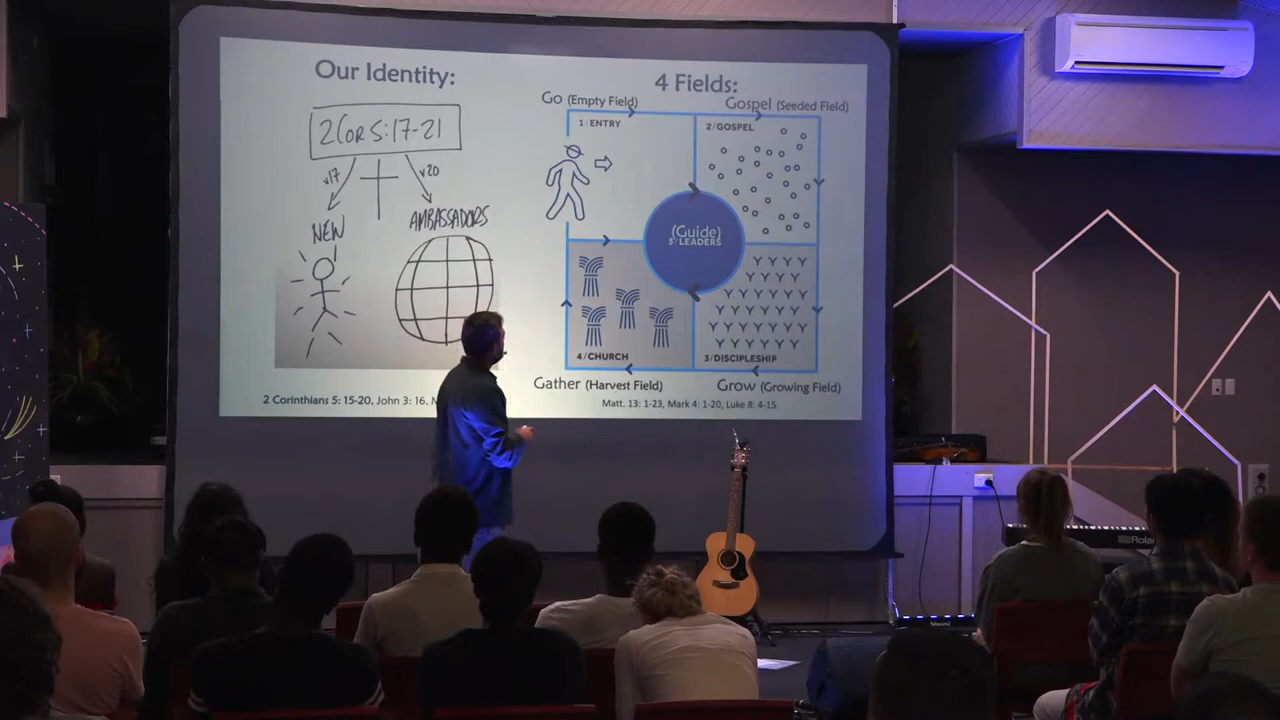 Our Identity:
2Cor 5:17-21
v17
v20
NEW
AMBASSADORS
2 Corinthians 5: 15-20, John 3: 16,
4 Fields:
Go (Empty Field)
Gospel (Seeded Field)
1/ENTRY
2/GOSPEL
(Guide)
5/LEADERS
4/CHURCH
3/DISCIPLESHIP
Gather (Harvest Field)
Grow (Growing Field)
Matt. 13: 1-23, Mark 4: 1-20, Luke 8: 4-15
Roland